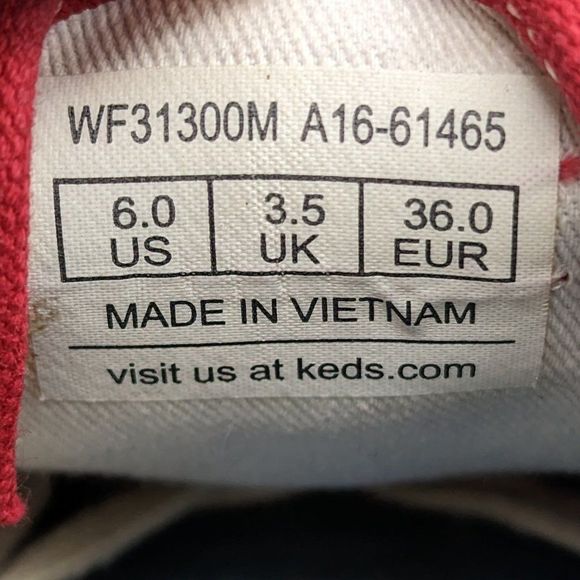 WF31300M A16-61465
6.0 3.5 36.0
US UK EUR
MADE IN VIETNAM
visit us at keds.com